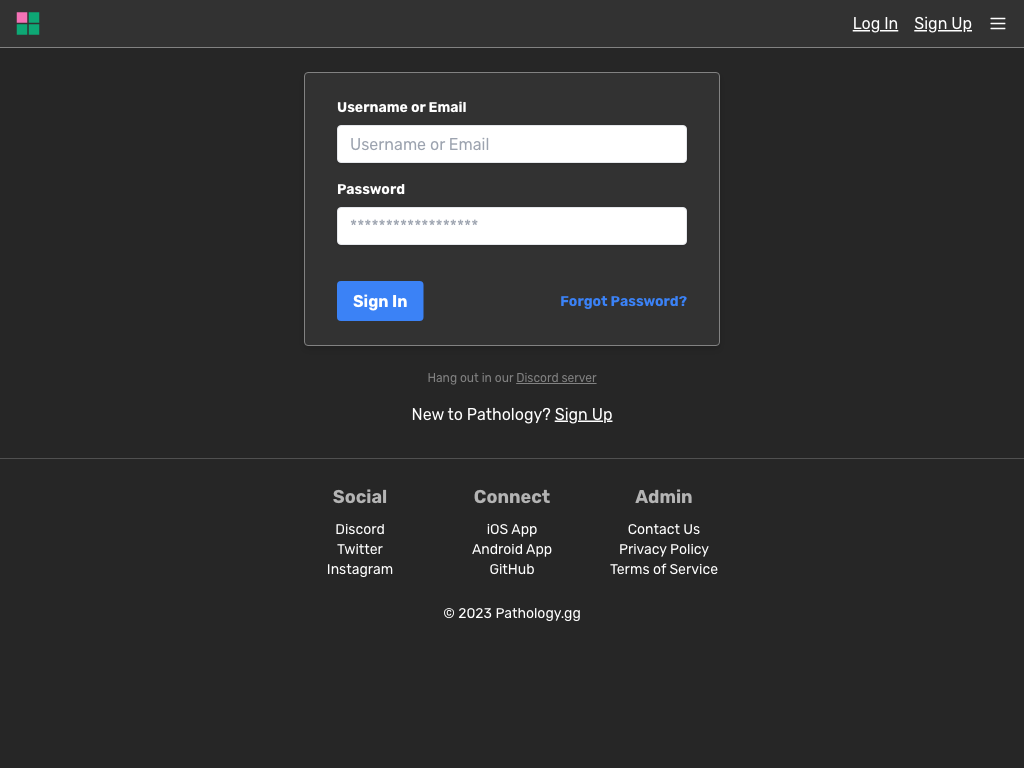 Log In Sign Up
Username or Email
Username or Email
Password
******************
Sign In Forgot Password?
Hang out in our Discord server
New to Pathology? Sign Up
Social Connect Admin
Discord iOS App Contact Us
Twitter Android App Privacy Policy
Instagram GitHub Terms of Service
© 2023 Pathology.gg